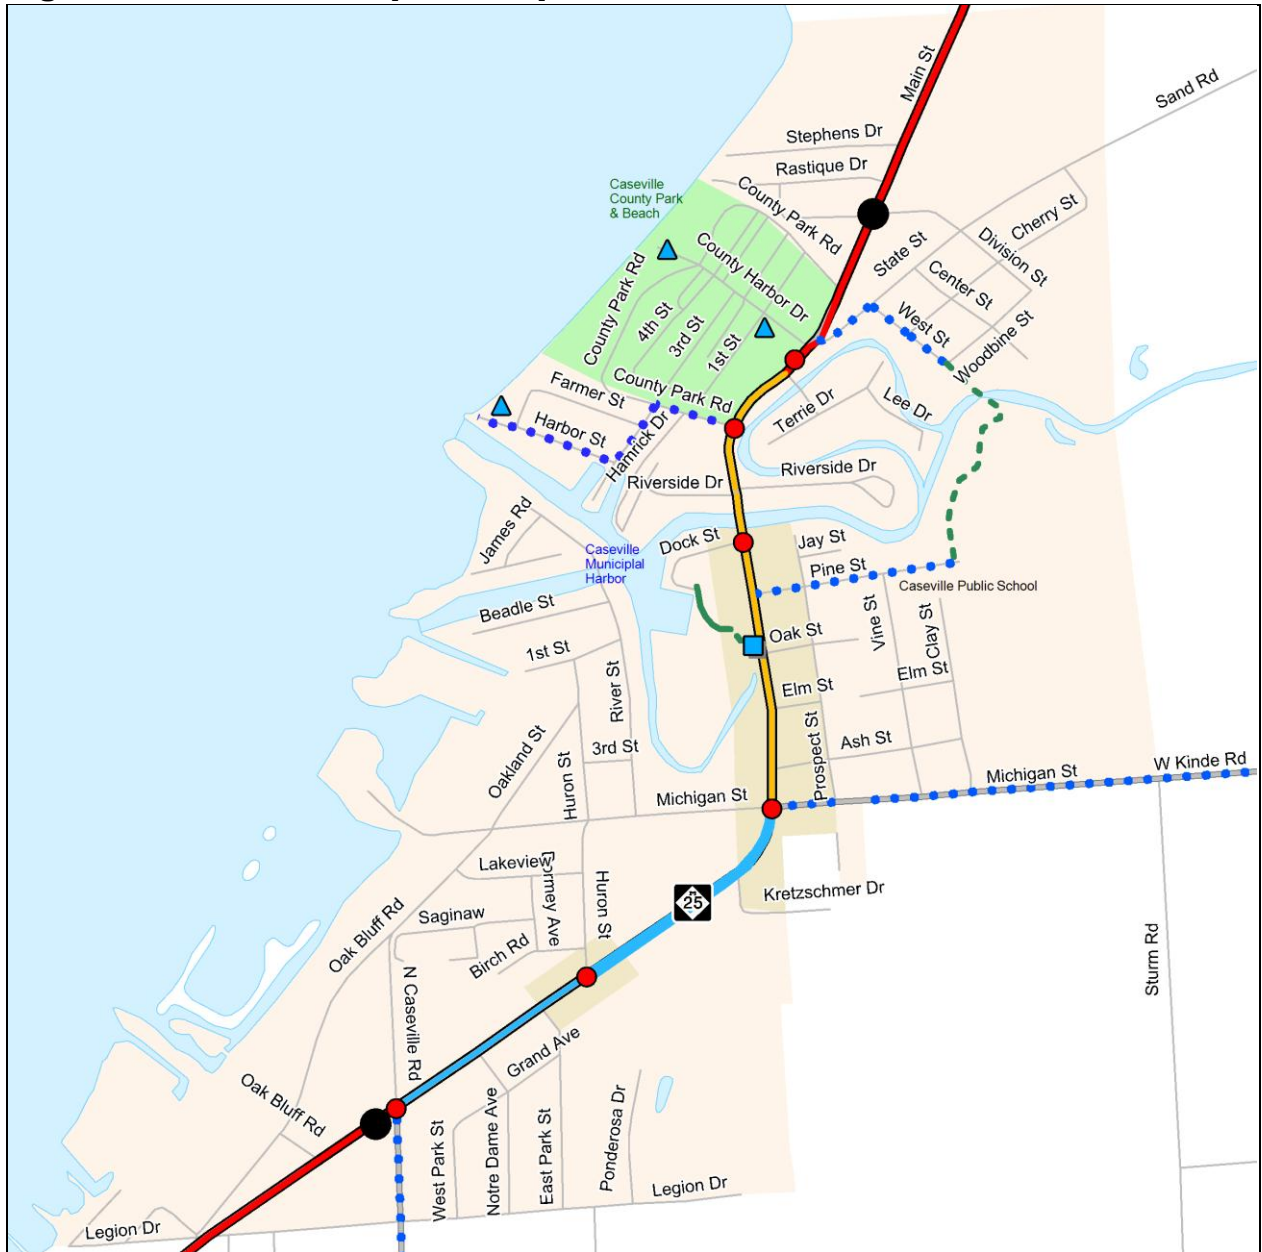 Main St
Sand Rd
Stephens Dr
Rastique Dr
Caseville
County Park
& Beach
County Park Rd
Cherry St
Division St
State St
County Harbor Dr
Center St
County Park Rd
4th St
3rd St
1st St
West St
Woodbine St
Farmer St
County Park Rd
Terrie Dr
Lee Dr
Harbor St
Hamrick Dr
Riverside Dr
Riverside Dr
James Rd
Dock St
Jay St
Caseville
Municiplal
Harbor
Pine St
Caseville Public School
Beadle St
Oak St
Vine St
Clay St
1st St
River St
Elm St
Elm St
Oakland St
3rd St
Prospect St
Ash St
Huron St
W Kinde Rd
Michigan St
Michigan St
Lakeview
Huron St
Kretzschmer Dr
M
25
Saginaw
Oak Bluff Rd
Birch Rd
N Caseville Rd
Sturm Rd
Grand Ave
Oak Bluff Rd
West Park St
Notre Dame Ave
East Park St
Ponderosa Dr
Legion Dr
Legion Dr